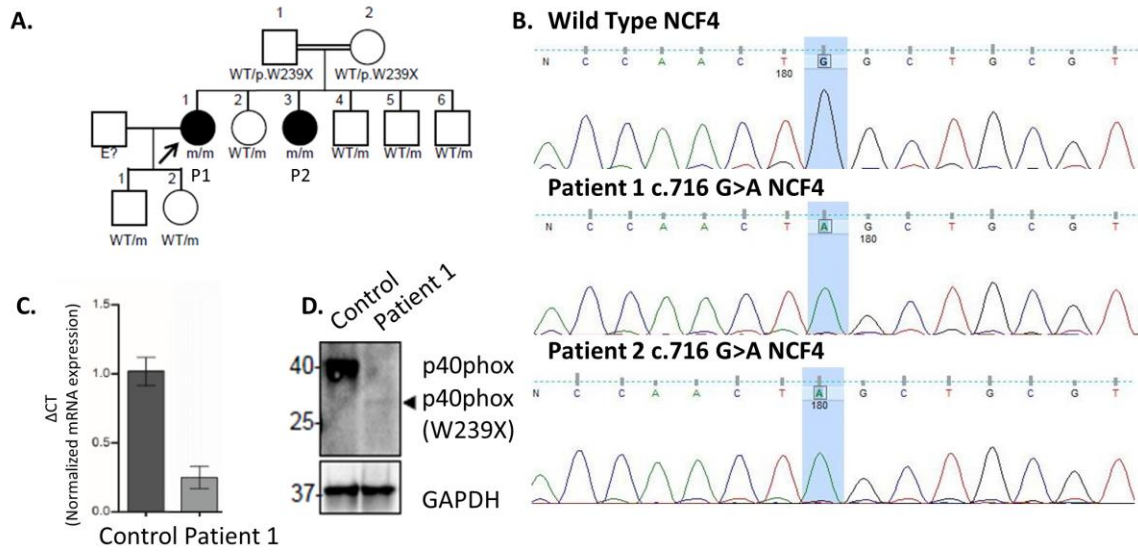 A.
1 2
WT/p.W239X WT/p.W239X
1 2 3 4 5 6
E? m/m WT/m m/m WT/m WT/m WT/m
P1 P2
1 2
WT/m WT/m
B. Wild Type NCF4
N C C A A C T G G C T G C G T
180
Patient 1 c.716 G>A NCF4
N C C A A C T A G C T G C G T
180
Patient 2 c.716 G>A NCF4
N C C A A C T A G C T G C G T
180
C.
ΔCT
(Normalized mRNA expression)
1.5
1.0
0.5
0.0
Control Patient 1
D.
Control Patient 1
40 p40phox
p40phox
25 (W239X)
37 GAPDH